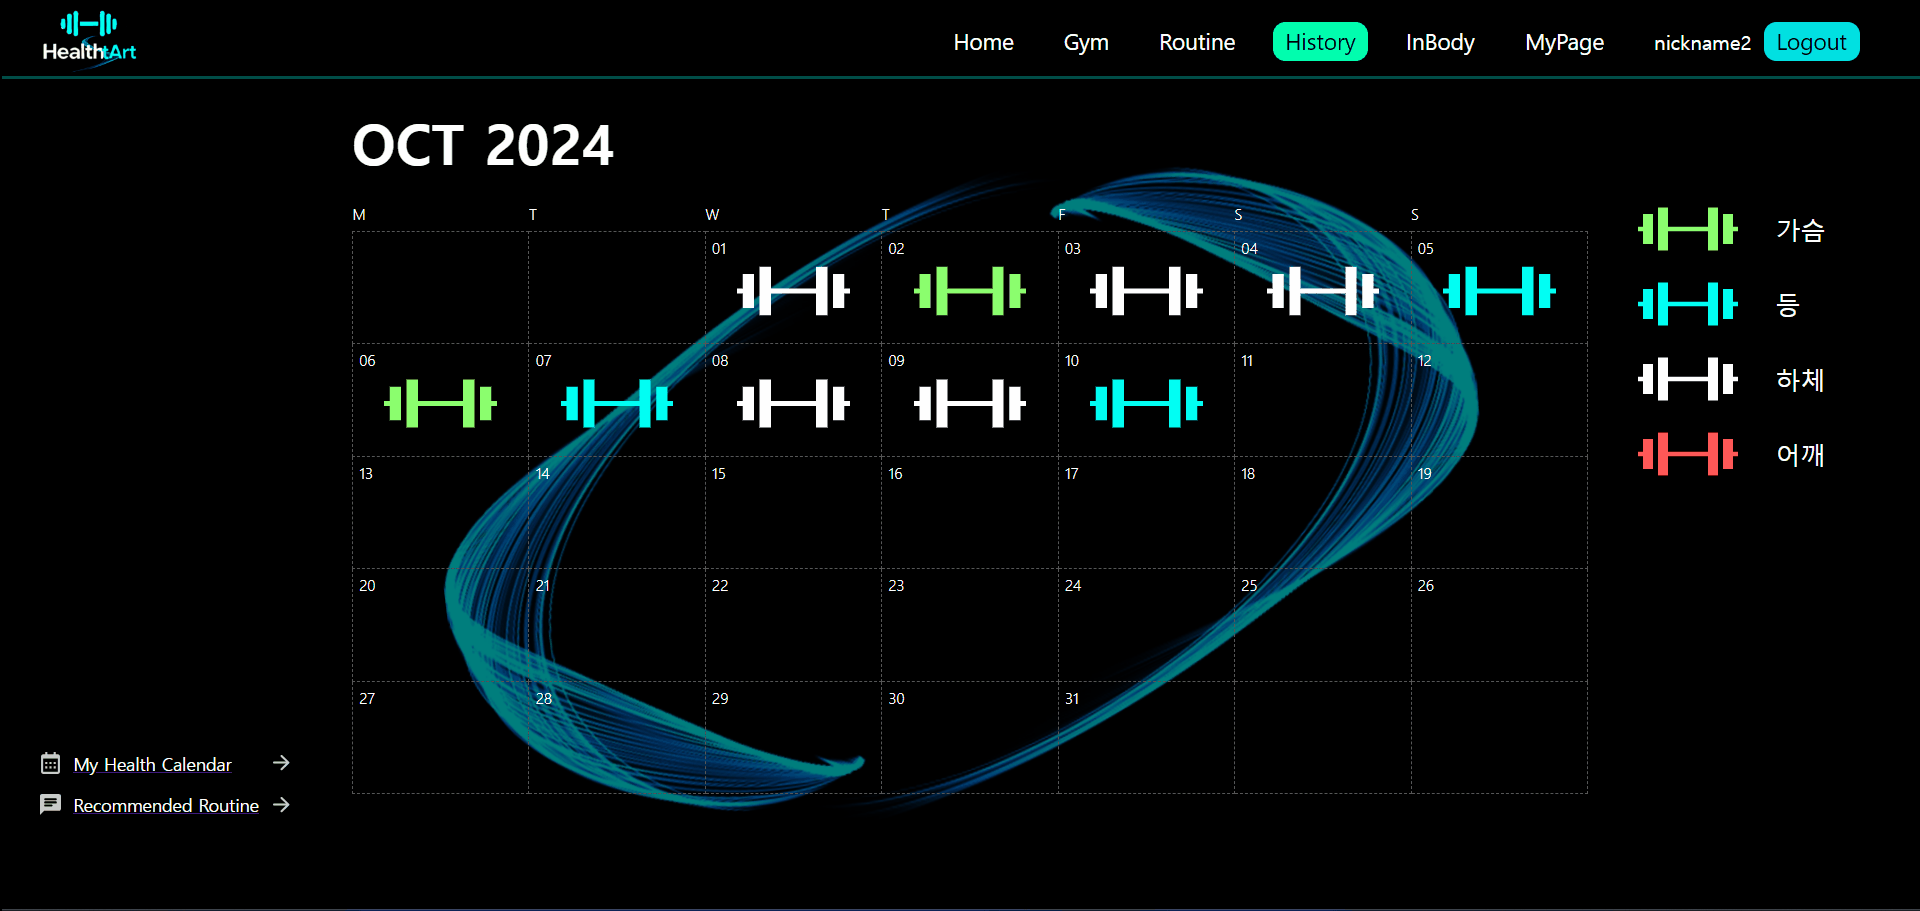 HealthtArt
Home Gym Routine History InBody MyPage nickname2 Logout
OCT 2024
M T W T F S S
01 02 03 04 05
06 07 08 09 10 11 12
13 14 15 16 17 18 19
20 21 22 23 24 25 26
27 28 29 30 31
가슴
등
하체
어깨
My Health Calendar
Recommended Routine